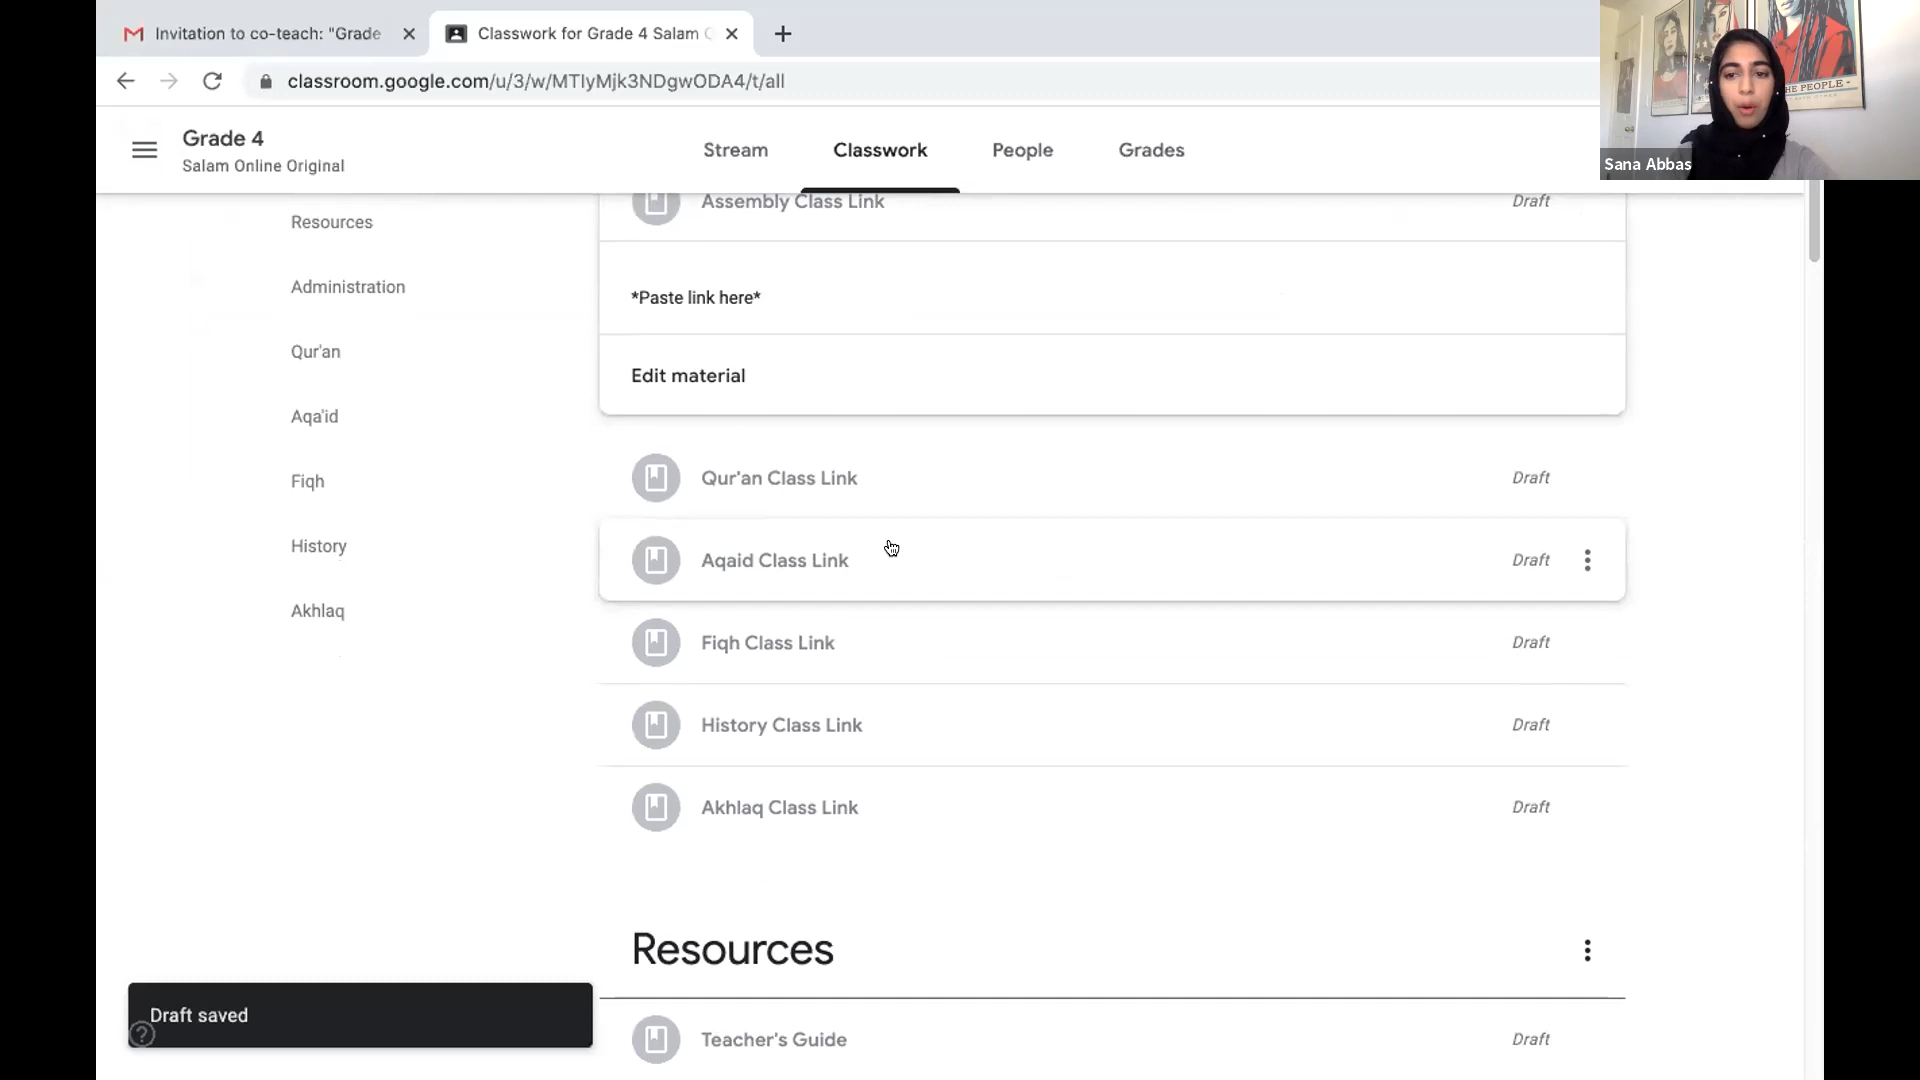 Invitation to co-teach: "Grade
Classwork for Grade 4 Salam
classroom.google.com/u/3/w/MTIyMjk3NDgwODA4/t/all
Grade 4
Salam Online Original
Stream
Classwork
People
Grades
HE PEOPLE -
Sana Abbas
Resources
Administration
Qur'an
Aqa'id
Fiqh
History
Akhlaq
Assembly Class Link
Draft
*Paste link here*
Edit material
Qur'an Class Link
Draft
Aqaid Class Link
Draft
Fiqh Class Link
Draft
History Class Link
Draft
Akhlaq Class Link
Draft
Resources
Teacher's Guide
Draft
Draft saved